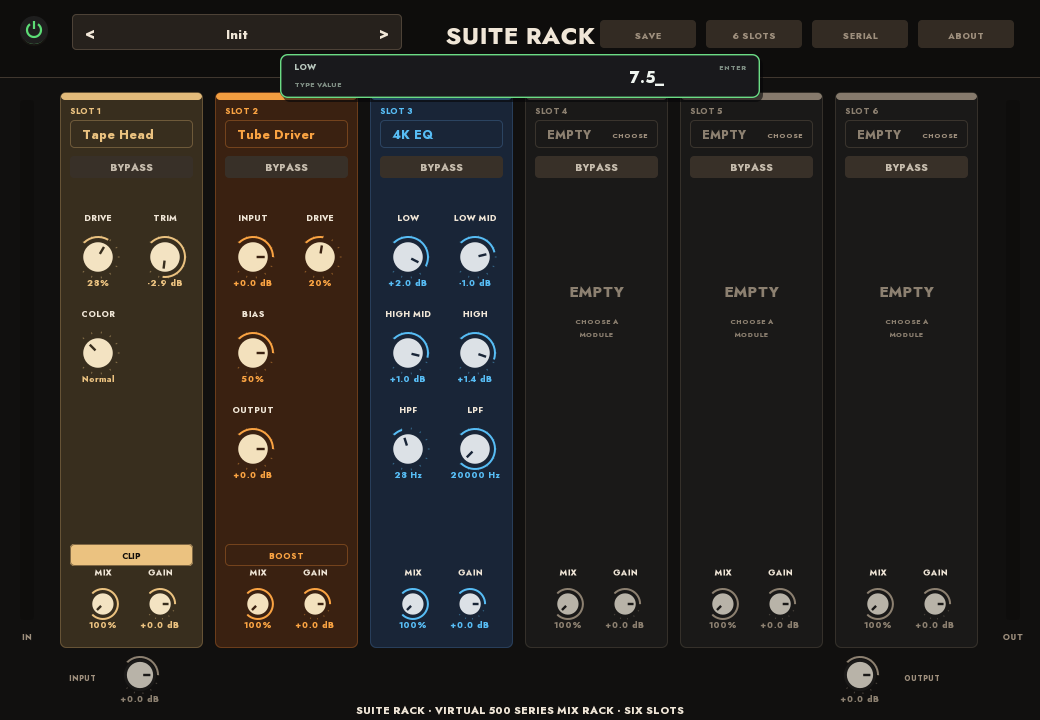 < Init >
SUITE RACK
SAVE
6 SLOTS
SERIAL
ABOUT
LOW
ENTER
TYPE VALUE
7.5_
SLOT 1
SLOT 2
SLOT 3
SLOT 4
SLOT 5
SLOT 6
Tape Head
Tube Driver
4K EQ
EMPTY CHOOSE
EMPTY CHOOSE
EMPTY CHOOSE
BYPASS
BYPASS
BYPASS
BYPASS
BYPASS
BYPASS
DRIVE TRIM
INPUT DRIVE
LOW LOW MID
28% -2.9 dB
+0.0 dB 20%
+2.0 dB -1.0 dB
EMPTY
EMPTY
EMPTY
CHOOSE A
MODULE
CHOOSE A
MODULE
CHOOSE A
MODULE
COLOR
BIAS
HIGH MID HIGH
Normal
50%
+1.0 dB +1.4 dB
OUTPUT
HPF LPF
+0.0 dB
28 Hz 20000 Hz
CLIP
BOOST
MIX GAIN
MIX GAIN
MIX GAIN
MIX GAIN
MIX GAIN
MIX GAIN
100% +0.0 dB
100% +0.0 dB
100% +0.0 dB
100% +0.0 dB
100% +0.0 dB
100% +0.0 dB
IN
OUT
INPUT
+0.0 dB
OUTPUT
+0.0 dB
SUITE RACK · VIRTUAL 500 SERIES MIX RACK · SIX SLOTS